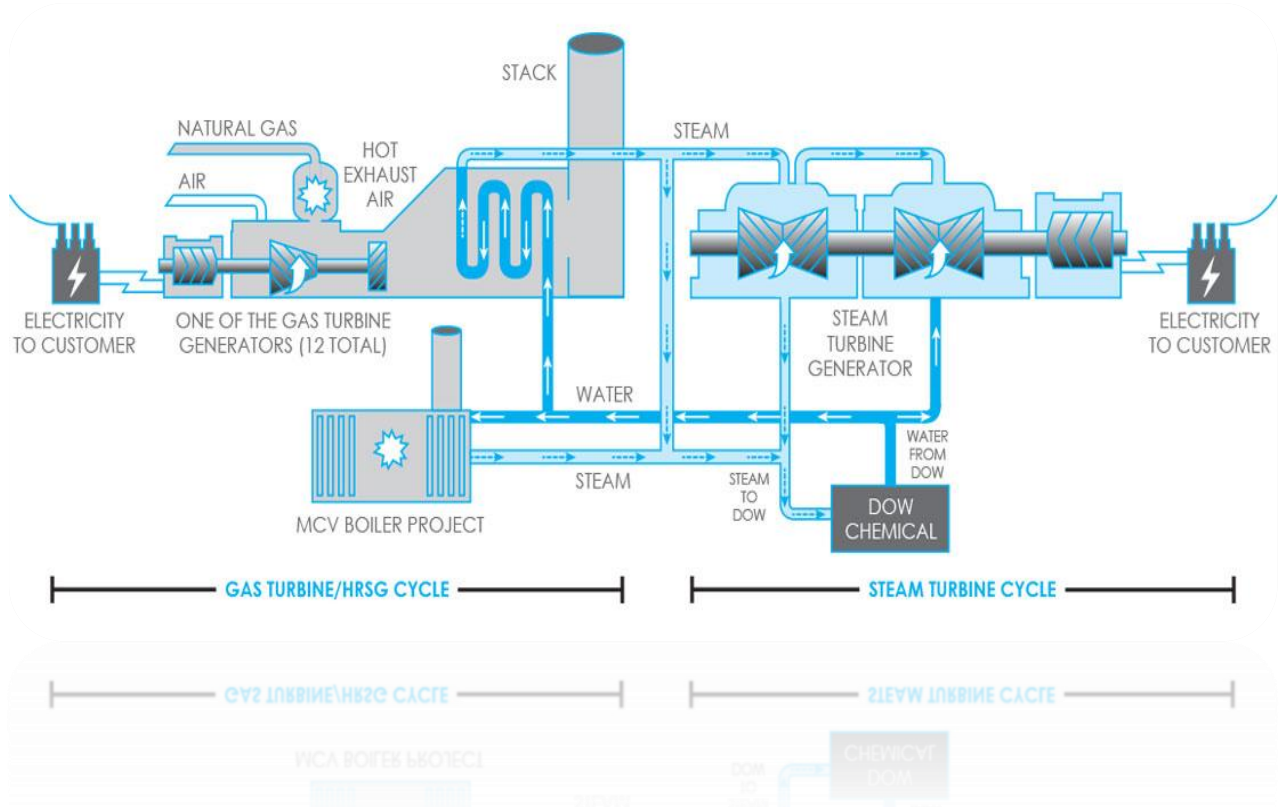 STACK
NATURAL GAS
HOT
EXHAUST
AIR
AIR
STEAM
ELECTRICITY
TO CUSTOMER
ONE OF THE GAS TURBINE
GENERATORS (12 TOTAL)
STEAM
TURBINE
GENERATOR
ELECTRICITY
TO CUSTOMER
WATER
WATER
FROM
DOW
STEAM
STEAM
TO
DOW
DOW
CHEMICAL
MCV BOILER PROJECT
GAS TURBINE/HRSG CYCLE
STEAM TURBINE CYCLE